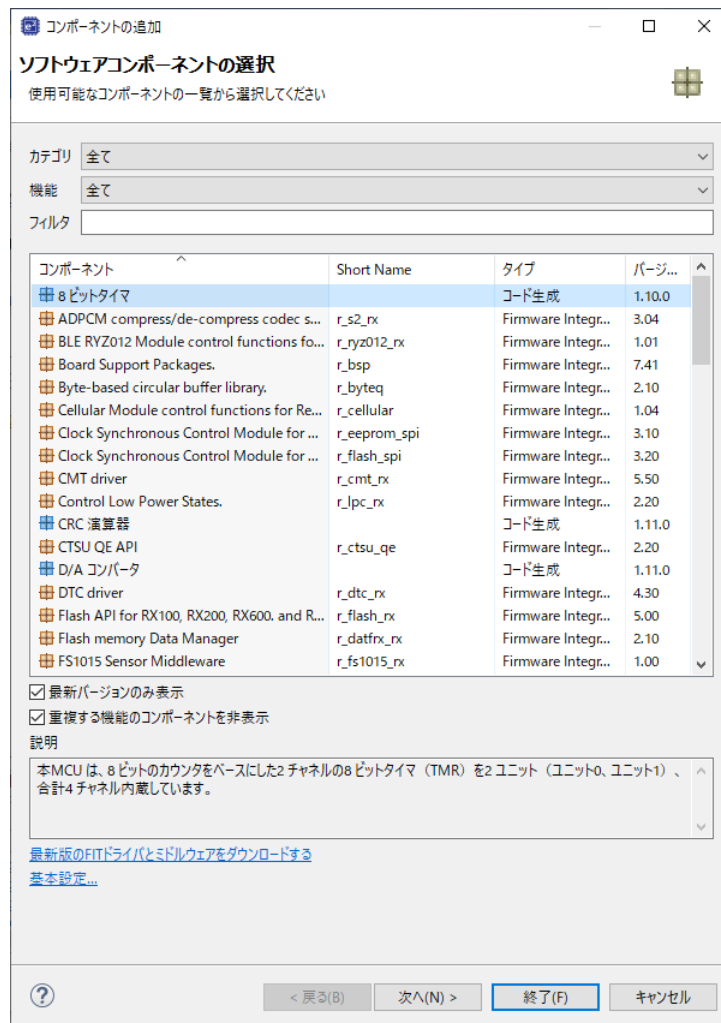 コンポーネントの追加
ソフトウェアコンポーネントの選択
使用可能なコンポーネントの一覧から選択してください
カテゴリ 全て
機能 全て
フィルタ
コンポーネント Short Name タイプ バージ...
8 ビットタイマ コード生成 1.10.0
ADPCM compress/de-compress codec s... r_s2_rx Firmware Integr... 3.04
BLE RYZ012 Module control functions fo... r_ryz012_rx Firmware Integr... 1.01
Board Support Packages. r_bsp Firmware Integr... 7.41
Byte-based circular buffer library. r_byteq Firmware Integr... 2.10
Cellular Module control functions for Re... r_cellular Firmware Integr... 1.04
Clock Synchronous Control Module for ... r_eeprom_spi Firmware Integr... 3.10
Clock Synchronous Control Module for ... r_flash_spi Firmware Integr... 3.20
CMT driver r_cmt_rx Firmware Integr... 5.50
Control Low Power States. r_lpc_rx Firmware Integr... 2.20
CRC 演算器 コード生成 1.11.0
CTSU QE API r_ctsu_qe Firmware Integr... 2.20
D/A コンバータ コード生成 1.11.0
DTC driver r_dtc_rx Firmware Integr... 4.30
Flash API for RX100, RX200, RX600. and R... r_flash_rx Firmware Integr... 5.00
Flash memory Data Manager r_datfrx_rx Firmware Integr... 2.10
FS1015 Sensor Middleware r_fs1015_rx Firmware Integr... 1.00
最新バージョンのみ表示
重複する機能のコンポーネントを非表示
説明
本MCU は、8 ビットのカウンタをベースにした2 チャネルの8 ビットタイマ（TMR）を2 ユニット（ユニット0、ユニット1）、
合計4 チャネル内蔵しています。
最新版のFITドライバとミドルウェアをダウンロードする
基本設定...
< 戻る(B) 次へ(N) > 終了(F) キャンセル